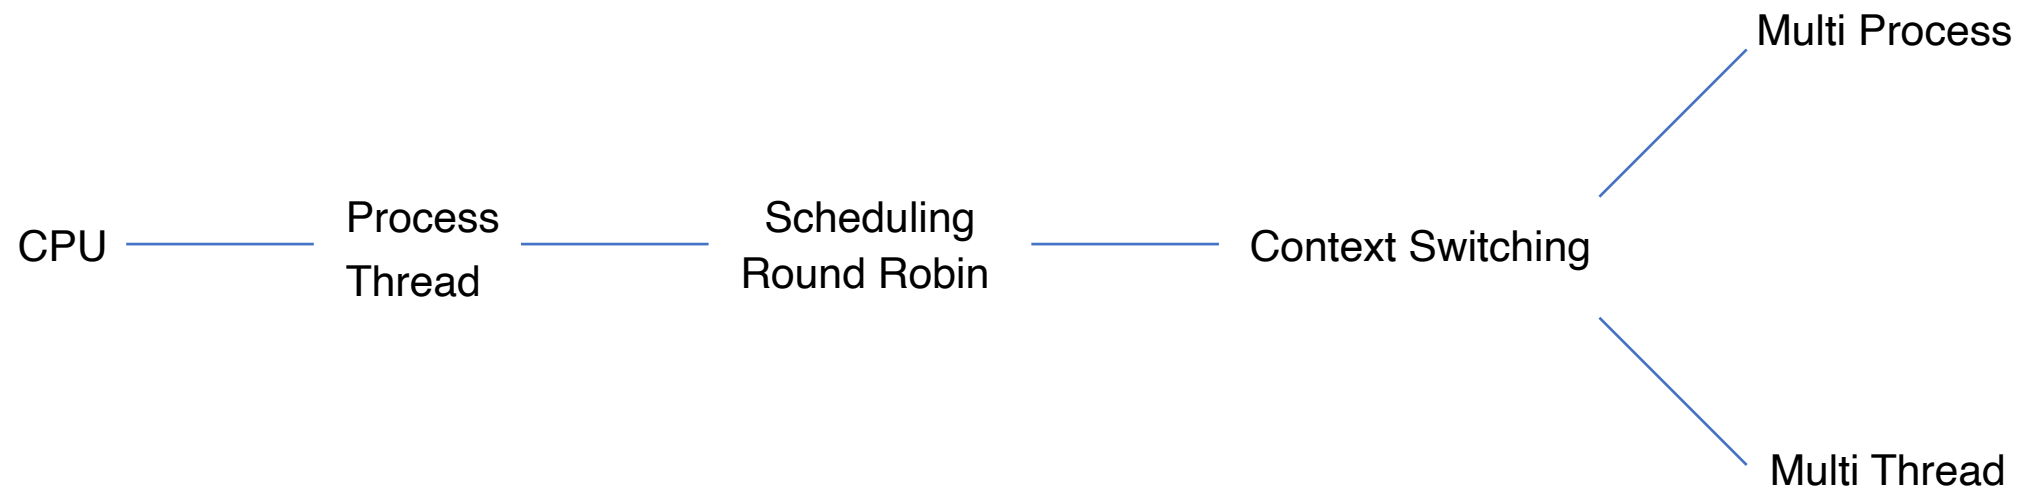 Multi Process
CPU
Process
Thread
Scheduling
Round Robin
Context Switching
Multi Thread